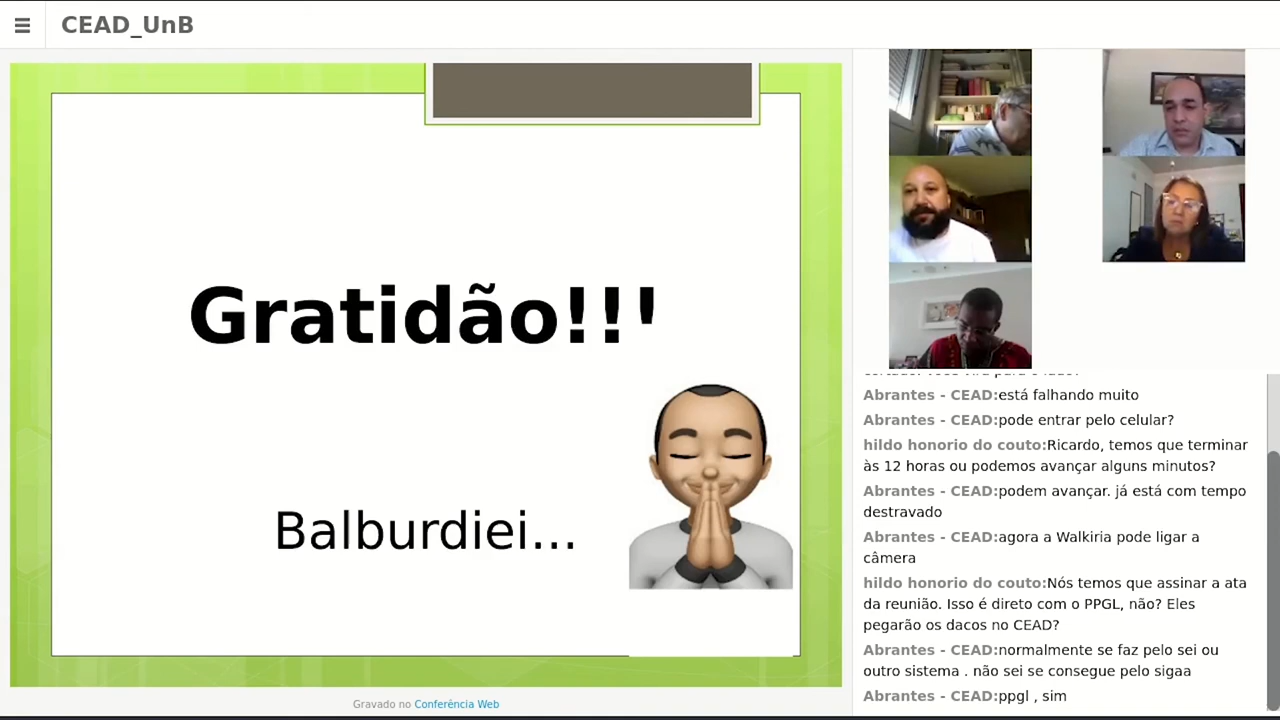 CEAD_UnB
Gratidão!!!
Balburdiei...
Gravado no Conferência Web
Abrantes - CEAD:está falhando muito
Abrantes - CEAD:pode entrar pelo celular?
hildo honorio do couto:Ricardo, temos que terminar
às 12 horas ou podemos avançar alguns minutos?
Abrantes - CEAD:podem avançar. já está com tempo
destravado
Abrantes - CEAD:agora a Walkiria pode ligar a
câmera
hildo honorio do couto:Nós temos que assinar a ata
da reunião. Isso é direto com o PPGL, não? Eles
pegarão os dacos no CEAD?
Abrantes - CEAD:normalmente se faz pelo sei ou
outro sistema . não sei se consegue pelo sigaa
Abrantes - CEAD:ppgl , sim